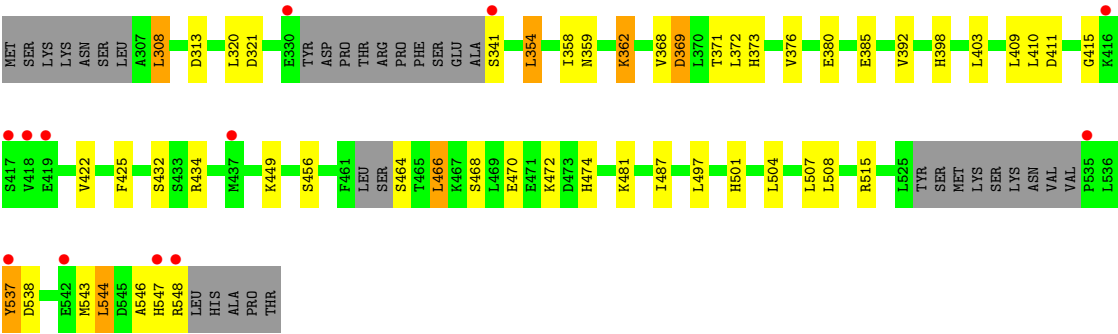 MET SER LYS LYS ASN SER LEU A307 L308 D313 L320 D321 E330 TYR ASP PRO THR ARG PRO PHE SER GLU ALA S341 L354 I358 N359 K362 V368 D369 L370 T371 L372 H373 V376 E380 E385 V392 H398 L403 L409 L410 D411 G415 K416
S417 V418 E419 V422 F425 S432 S433 R434 M437 K449 S456 F461 LEU SER S464 T465 L466 K467 S468 L469 E470 E471 K472 D473 H474 K481 I487 L497 H501 L504 L507 L508 R515 L525 TYR SER MET LYS SER LYS ASN VAL VAL P535 L536
Y537 D538 E542 M543 L544 D545 A546 H547 R548 LEU HIS ALA PRO THR